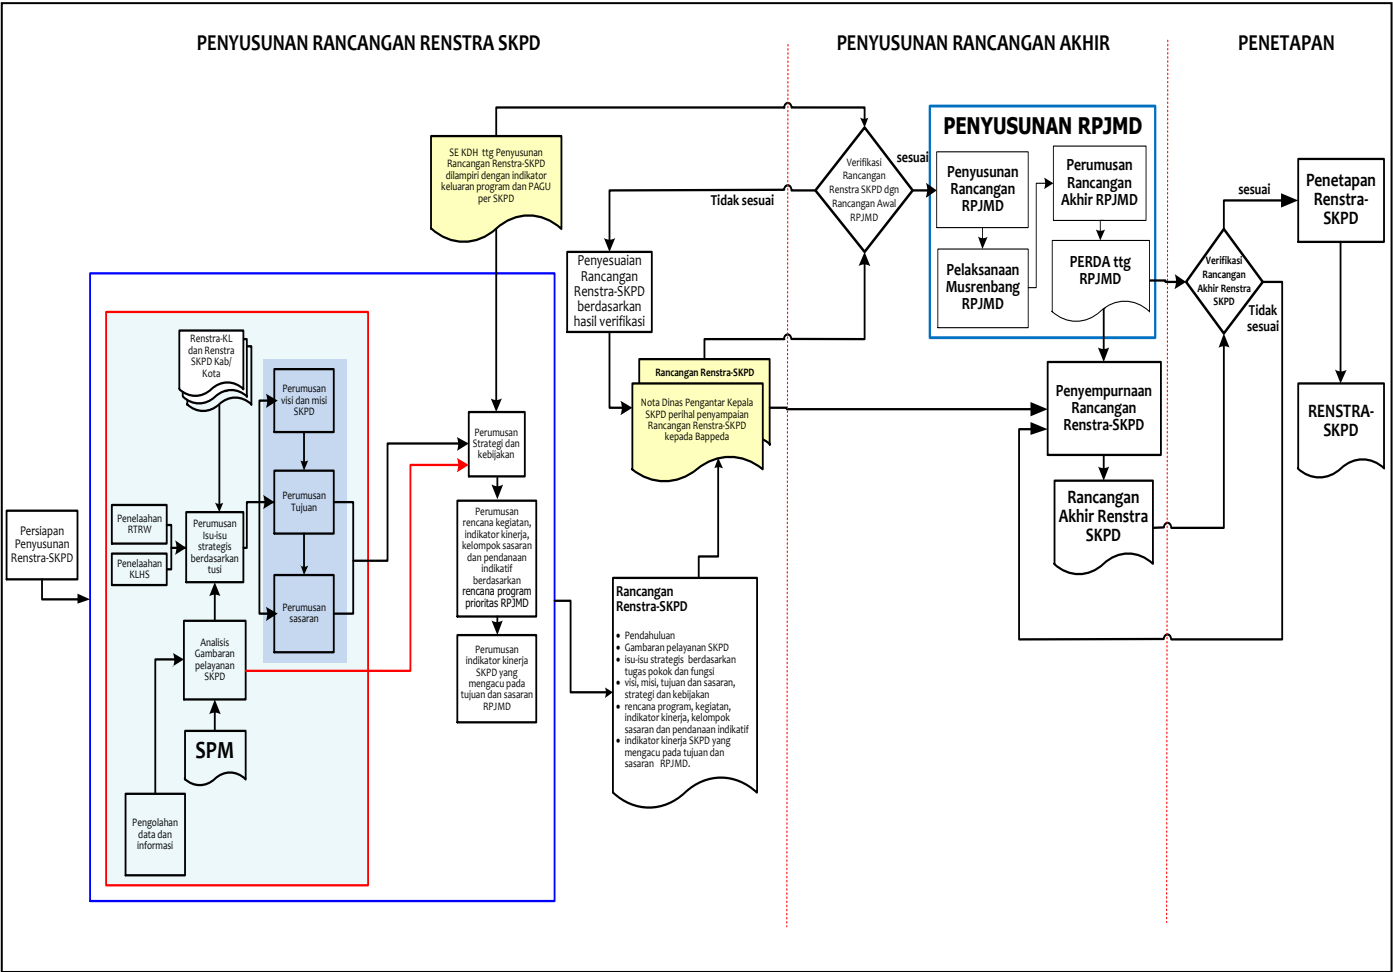 PENYUSUNAN RANCANGAN RENSTRA SKPD
PENYUSUNAN RANCANGAN AKHIR
PENETAPAN
SE KDH ttg Penyusunan
Rancangan Renstra-SKPD
dilampiri dengan indikator
keluaran program dan PAGU
per SKPD
Verifikasi
Rancangan
Renstra SKPD dgn
Rancangan Awal
RPJMD
sesuai
Tidak sesuai
PENYUSUNAN RPJMD
Penyusunan
Rancangan
RPJMD
Perumusan
Rancangan
Akhir RPJMD
Pelaksanaan
Musrenbang
RPJMD
PERDA ttg
RPJMD
sesuai
Penetapan
Renstra-
SKPD
Verifikasi
Rancangan
Akhir Renstra
SKPD
Tidak
sesuai
RENSTRA-
SKPD
Penyesuaian
Rancangan
Renstra-SKPD
berdasarkan
hasil verifikasi
Rancangan Renstra-SKPD
Nota Dinas Pengantar Kepala
SKPD perihal penyampaian
Rancangan Renstra-SKPD
kepada Bappeda
Penyempurnaan
Rancangan
Renstra-SKPD
Rancangan
Akhir Renstra
SKPD
Persiapan
Penyusunan
Renstra-SKPD
Renstra-KL
dan Renstra
SKPD Kab/
Kota
Penelaahan
RTRW
Penelaahan
KLHS
Perumusan
Isu-isu
strategis
berdasarkan
tusi
Perumusan
visi dan misi
SKPD
Perumusan
Tujuan
Perumusan
sasaran
Analisis
Gambaran
pelayanan
SKPD
SPM
Pengolahan
data dan
informasi
Perumusan
Strategi dan
kebijakan
Perumusan
rencana kegiatan,
indikator kinerja,
kelompok sasaran
dan pendanaan
indikatif
berdasarkan
rencana program
prioritas RPJMD
Perumusan
indikator kinerja
SKPD yang
mengacu pada
tujuan dan sasaran
RPJMD
Rancangan
Renstra-SKPD
• Pendahuluan
• Gambaran pelayanan SKPD
• isu-isu strategis berdasarkan
tugas pokok dan fungsi
• visi, misi, tujuan dan sasaran,
strategi dan kebijakan
• rencana program, kegiatan,
indikator kinerja, kelompok
sasaran dan pendanaan indikatif
• indikator kinerja SKPD yang
mengacu pada tujuan dan
sasaran RPJMD.